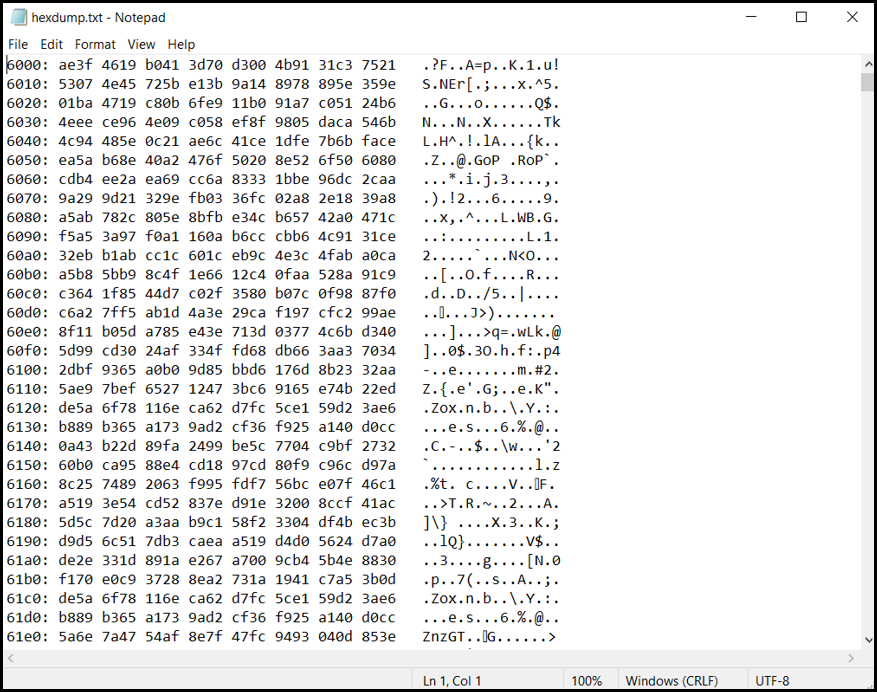 hexdump.txt - Notepad
File Edit Format View Help
6000: ae3f 4619 b041 3d70 d300 4b91 31c3 7521 .?F..A=p..K.1.u!
6010: 5307 4e45 725b e13b 9a14 8978 895e 359e S.NEr[.;...x.^5.
6020: 01ba 4719 c80b 6fe9 11b0 91a7 c051 24b6 ..G...o......Q$.
6030: 4eee ce96 4e09 c058 ef8f 9805 daca 546b N...N..X......Tk
6040: 4c94 485e 0c21 ae6c 41ce 1dfe 7b6b face L.H^.!.lA...{k..
6050: ea5a b68e 40a2 476f 5020 8e52 6f50 6080 .Z..@.GoP .RoP`.
6060: cdb4 ee2a ea69 cc6a 8333 1bbe 96dc 2caa ...*.i.j.3....,.
6070: 9a29 9d21 329e fb03 36fc 02a8 2e18 39a8 .).!2...6.....9.
6080: a5ab 782c 805e 8bfb e34c b657 42a0 471c ..x,.^...L.WB.G.
6090: f5a5 3a97 f0a1 160a b6cc cbb6 4c91 31ce ..:.........L.1.
60a0: 32eb b1ab cc1c 601c eb9c 4e3c 4fab a0ca 2.....`...N<O...
60b0: a5b8 5bb9 8c4f 1e66 12c4 0faa 528a 91c9 ..[..O.f....R...
60c0: c364 1f85 44d7 c02f 3580 b07c 0f98 87f0 .d..D../5..|....
60d0: c6a2 7ff5 ab1d 4a3e 29ca f197 cfc2 99ae ..▯...J>).......
60e0: 8f11 b05d a785 e43e 713d 0377 4c6b d340 ...]...>q=.wLk.@
60f0: 5d99 cd30 24af 334f fd68 db66 3aa3 7034 ]..0$.3O.h.f:.p4
6100: 2dbf 9365 a0b0 9d85 bbd6 176d 8b23 32aa -..e.......m.#2.
6110: 5ae9 7bef 6527 1247 3bc6 9165 e74b 22ed Z.{.e'.G;..e.K".
6120: de5a 6f78 116e ca62 d7fc 5ce1 59d2 3ae6 .Zox.n.b..\.Y.:.
6130: b889 b365 a173 9ad2 cf36 f925 a140 d0cc ...e.s...6.%.@..
6140: 0a43 b22d 89fa 2499 be5c 7704 c9bf 2732 .C.-..$..\w...'2
6150: 60b0 ca95 88e4 cd18 97cd 80f9 c96c d97a `............l.z
6160: 8c25 7489 2063 f995 fdf7 56bc e07f 46c1 .%t. c....V..▯F.
6170: a519 3e54 cd52 837e d91e 3200 8ccf 41ac ..>T.R.~..2...A.
6180: 5d5c 7d20 a3aa b9c1 58f2 3304 df4b ec3b ]\} ....X.3..K.;
6190: d9d5 6c51 7db3 caea a519 d4d0 5624 d7a0 ..lQ}.......V$..
61a0: de2e 331d 891a e267 a700 9cb4 5b4e 8830 ..3....g....[N.0
61b0: f170 e0c9 3728 8ea2 731a 1941 c7a5 3b0d .p..7(..s..A..;.
61c0: de5a 6f78 116e ca62 d7fc 5ce1 59d2 3ae6 .Zox.n.b..\.Y.:.
61d0: b889 b365 a173 9ad2 cf36 f925 a140 d0cc ...e.s...6.%.@..
61e0: 5a6e 7a47 54af 8e7f 47fc 9493 040d 853e ZnzGT..▯G......>
Ln 1, Col 1 100% Windows (CRLF) UTF-8